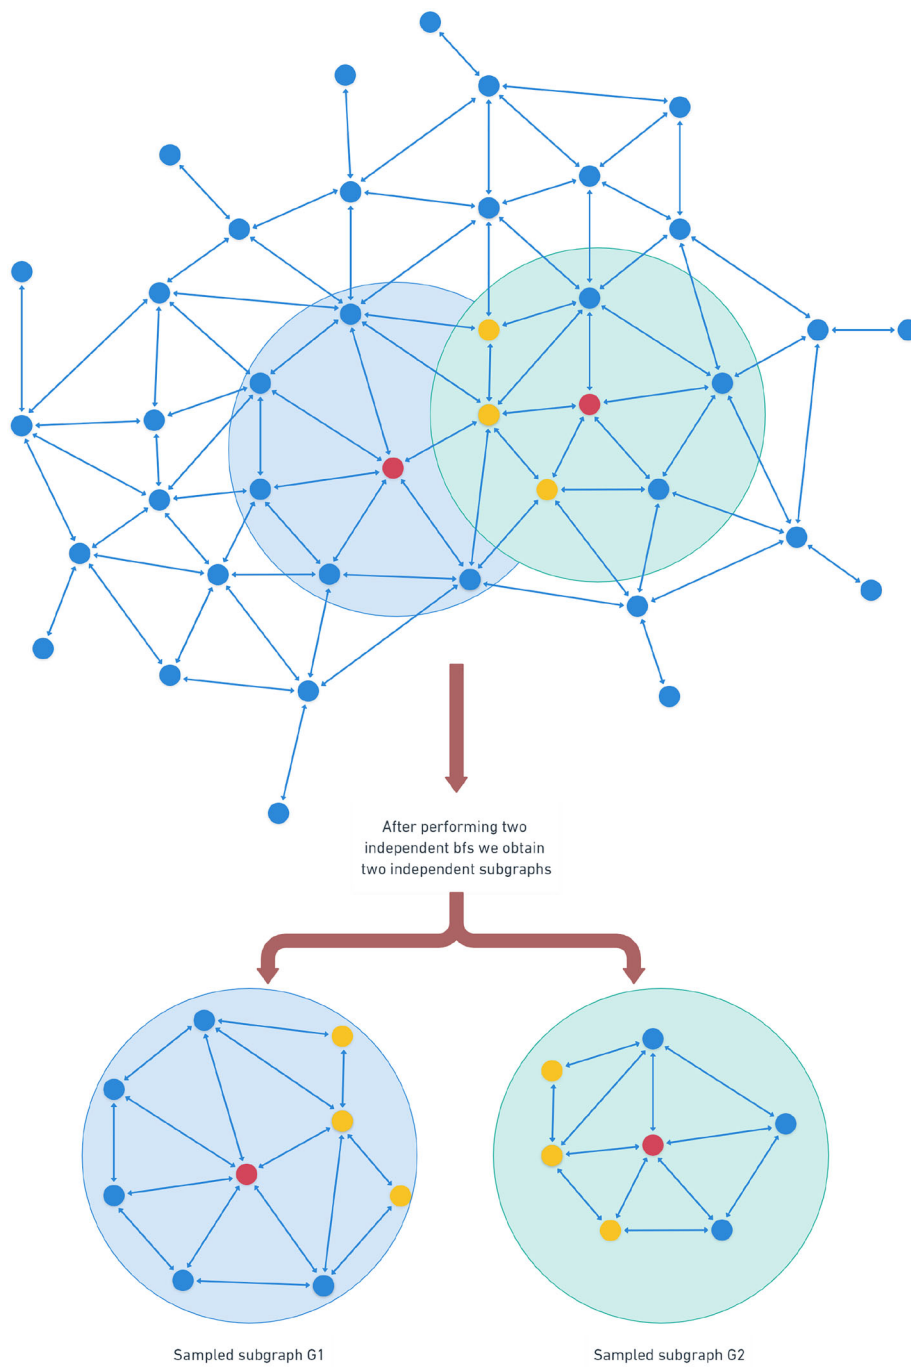 After performing two
independent bfs we obtain
two independent subgraphs
Sampled subgraph G1
Sampled subgraph G2